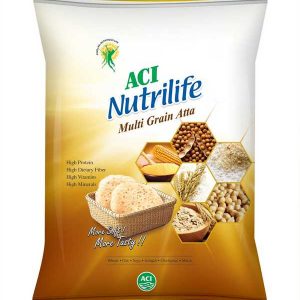 ACI
Nutrilife
Multi Grain Atta
High Protein
High Dietary Fiber
High Vitamins
High Minerals
More Soft!
More Tasty!!
ACI